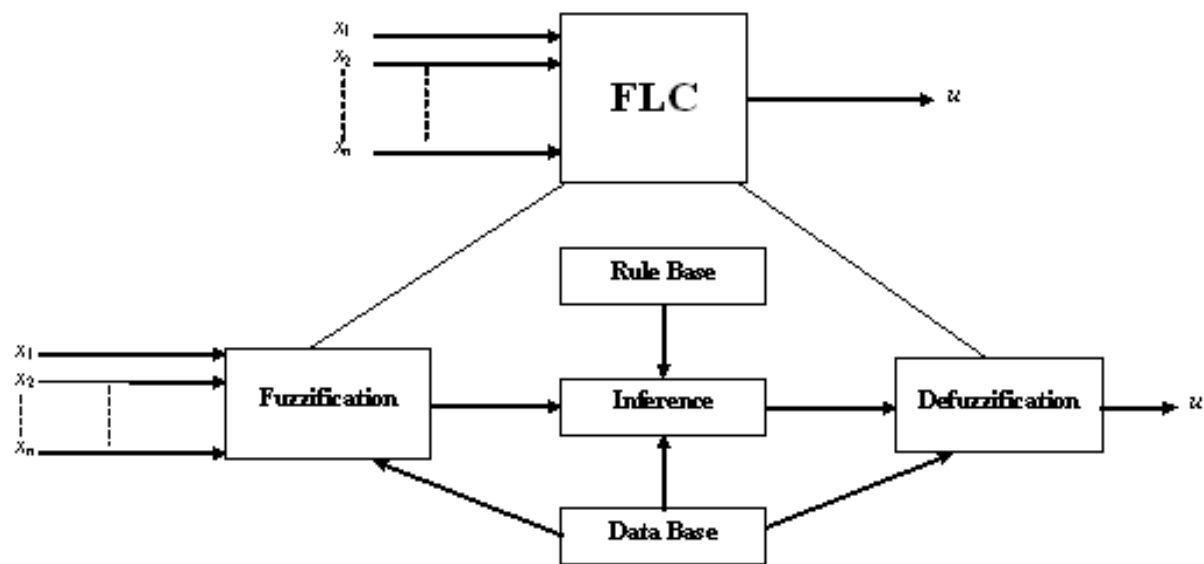 x1
x2
xn
FLC
u
Rule Base
x1
x2
xn
Fuzzification
Inference
Defuzzification
u
Data Base